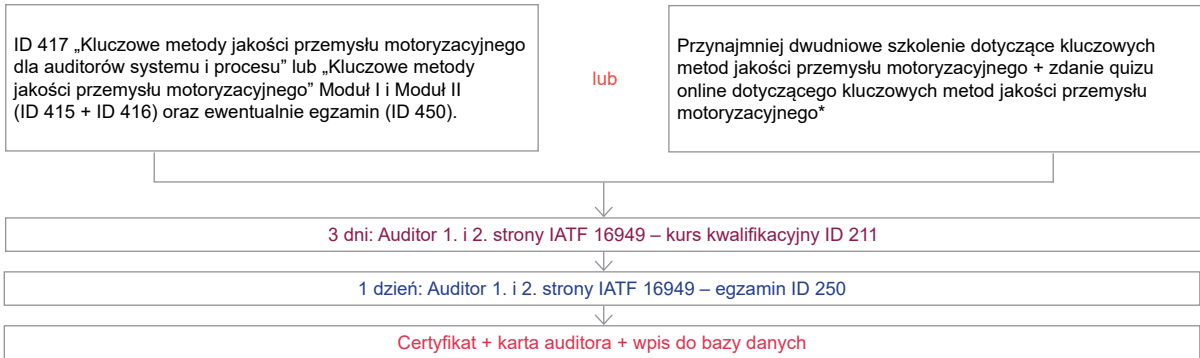 ID 417 „Kluczowe metody jakości przemysłu motoryzacyjnego
dla auditorów systemu i procesu” lub „Kluczowe metody
jakości przemysłu motoryzacyjnego” Moduł I i Moduł II
(ID 415 + ID 416) oraz ewentualnie egzamin (ID 450).
lub
Przynajmniej dwudniowe szkolenie dotyczące kluczowych
metod jakości przemysłu motoryzacyjnego + zdanie quizu
online dotyczącego kluczowych metod jakości przemysłu
motoryzacyjnego*
3 dni: Auditor 1. i 2. strony IATF 16949 – kurs kwalifikacyjny ID 211
1 dzień: Auditor 1. i 2. strony IATF 16949 – egzamin ID 250
Certyfikat + karta auditora + wpis do bazy danych